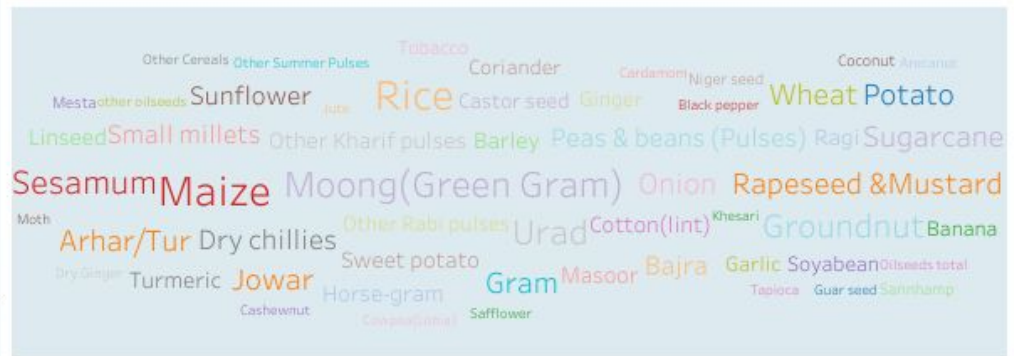 Tobacco
Other Cereals Other Summer Pulses Coriander Coconut Arecanut
Cardamom Niger seed
Mesta other oilseeds Sunflower Jute Rice Castor seed Ginger Black pepper Wheat Potato
Linseed Small millets Other Kharif pulses Barley Peas & beans (Pulses) Ragi Sugarcane
Sesamum Maize Moong(Green Gram) Onion Rapeseed &Mustard
Moth Other Rabi pulses Urad Cotton(lint) Khesari Groundnut Banana
Arhar/Tur Dry chillies
Dry Ginger Turmeric Jowar Sweet potato Gram Masoor Bajra Garlic Soyabean Oilseeds total
Horse-gram Tapioca Guar seed Sannhamp
Cashewnut Safflower